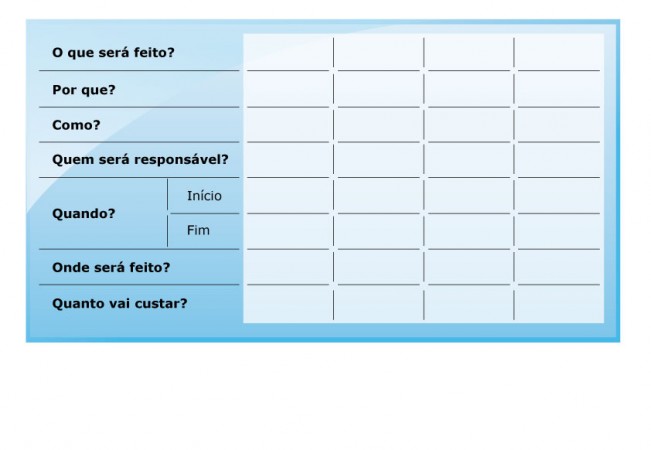 O que será feito?
Por que?
Como?
Quem será responsável?
Quando?
Início
Fim
Onde será feito?
Quanto vai custar?